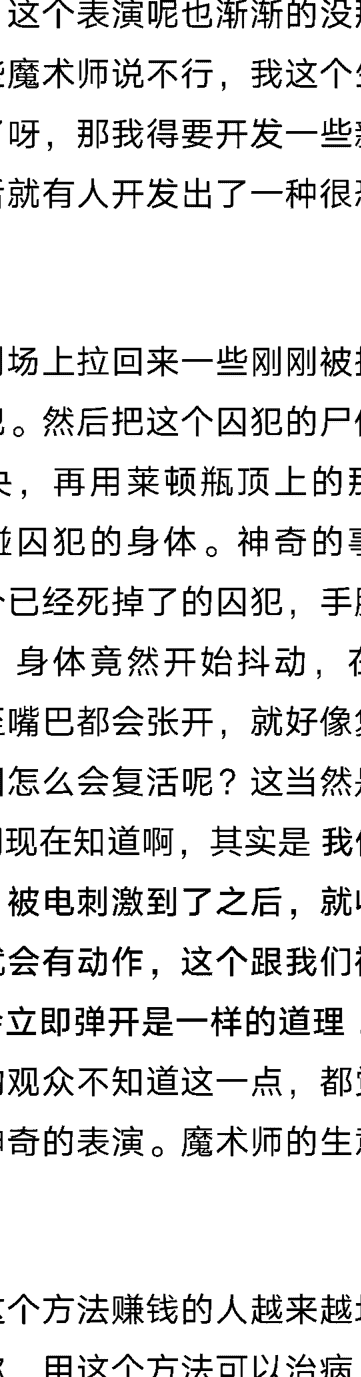 这个表演呢也渐渐的没
魔术师说不行，我这个
呀，那我得要开发一些
就有人开发出了一种很
场上拉回来一些刚刚被
。然后把这个囚犯的尸
，再用莱顿瓶顶上的
囚犯的身体。神奇的
已经死掉了的囚犯，手
身体竟然开始抖动，在
嘴巴都会张开，就好像
怎么会复活呢？这当然是
现在知道啊，其实是 我
被电刺激到了之后，就
会有动作，这个跟我们
立即弹开是一样的道理
观众不知道这一点，都
奇的表演。魔术师的生意
这个方法赚钱的人越来越
用这个方法可以治病